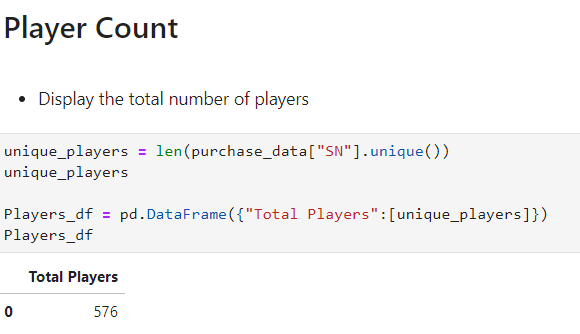 Player Count
• Display the total number of players
unique_players = len(purchase_data["SN"].unique())
unique_players
Players_df = pd.DataFrame({"Total Players":[unique_players]})
Players_df
Total Players
0 576